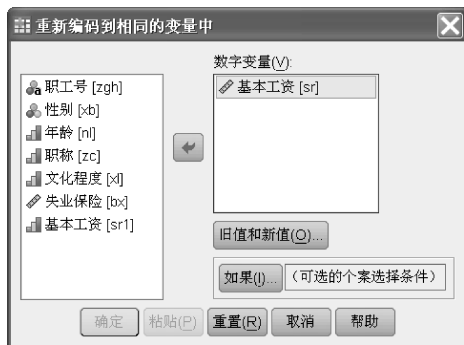 重新编码到相同的变量中
数字变量(V):
职工号 [zgh]
性别 [xb]
年龄 [nl]
职称 [zc]
文化程度 [xl]
失业保险 [bx]
基本工资 [sr1]
基本工资 [sr]
旧值和新值(O)...
如果(I)... (可选的个案选择条件)
确定 粘贴(P) 重置(R) 取消 帮助